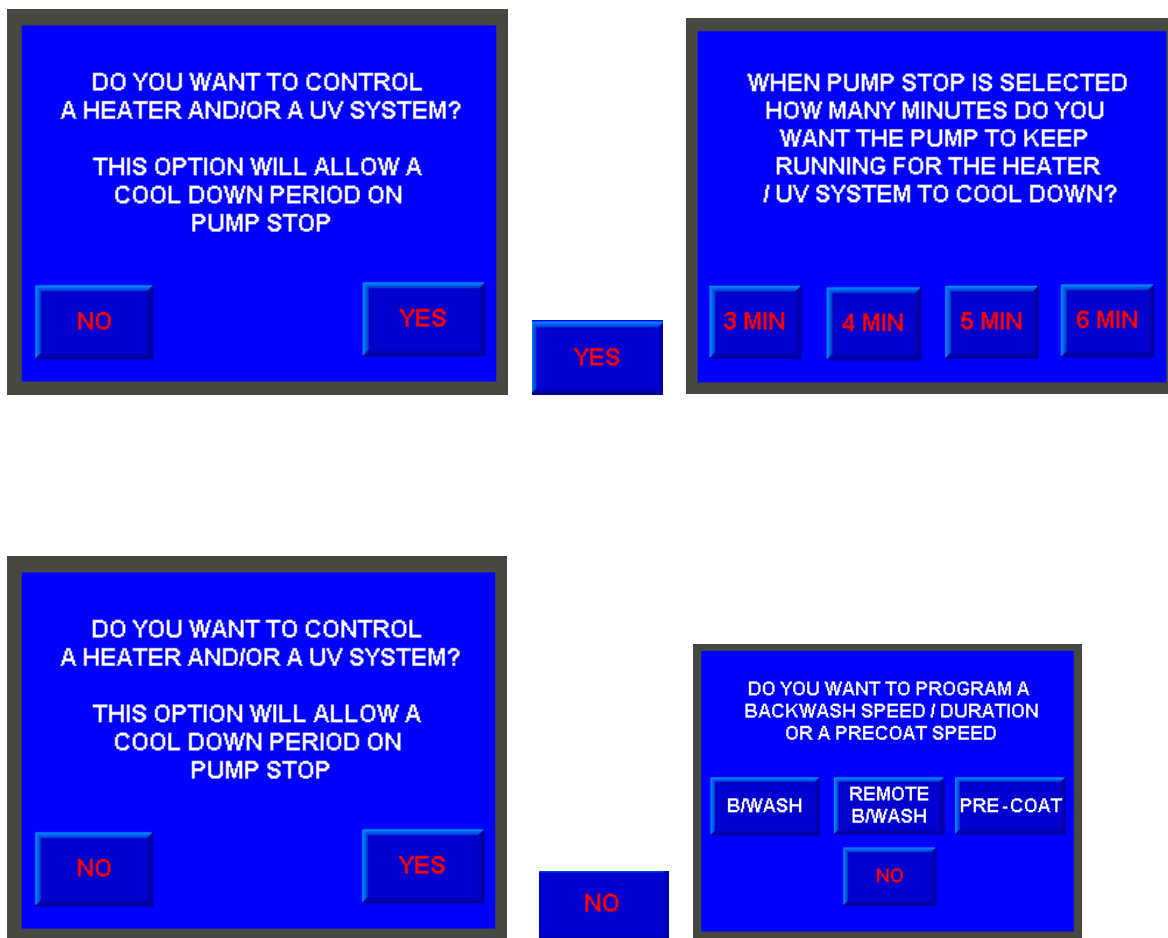 DO YOU WANT TO CONTROL
A HEATER AND/OR A UV SYSTEM?
THIS OPTION WILL ALLOW A
COOL DOWN PERIOD ON
PUMP STOP
NO
YES
YES
WHEN PUMP STOP IS SELECTED
HOW MANY MINUTES DO YOU
WANT THE PUMP TO KEEP
RUNNING FOR THE HEATER
/ UV SYSTEM TO COOL DOWN?
3 MIN
4 MIN
5 MIN
6 MIN
DO YOU WANT TO CONTROL
A HEATER AND/OR A UV SYSTEM?
THIS OPTION WILL ALLOW A
COOL DOWN PERIOD ON
PUMP STOP
NO
YES
NO
DO YOU WANT TO PROGRAM A
BACKWASH SPEED / DURATION
OR A PRECOAT SPEED
B/WASH
REMOTE
B/WASH
PRE-COAT
NO